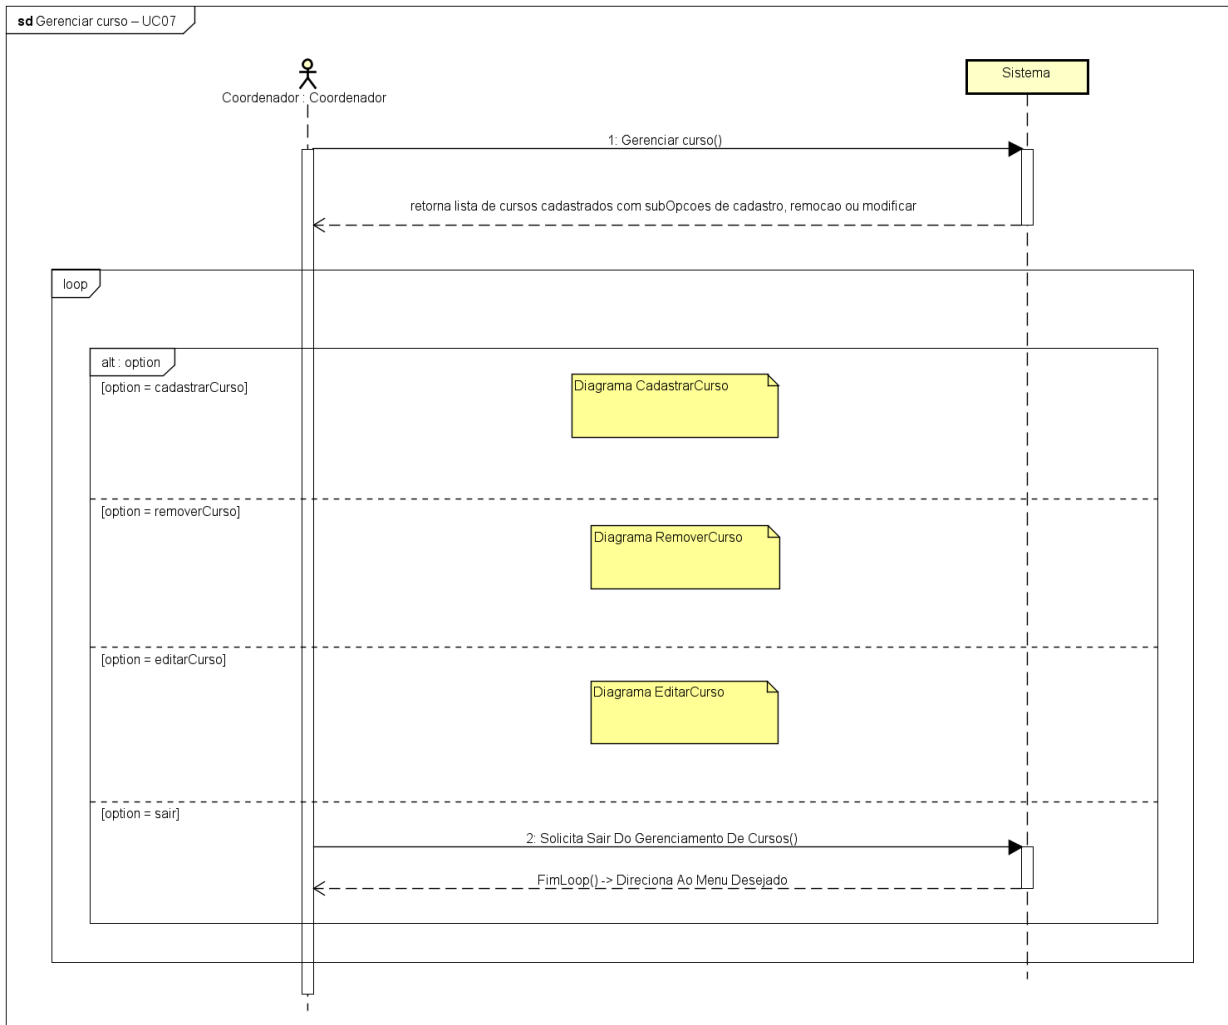 sd Gerenciar curso – UC07
Coordenador : Coordenador
Sistema
1: Gerenciar curso()
retorna lista de cursos cadastrados com subOpcoes de cadastro, remocao ou modificar
loop
alt : option
[option = cadastrarCurso]
Diagrama CadastrarCurso
[option = removerCurso]
Diagrama RemoverCurso
[option = editarCurso]
Diagrama EditarCurso
[option = sair]
2: Solicita Sair Do Gerenciamento De Cursos()
FimLoop() -> Direciona Ao Menu Desejado